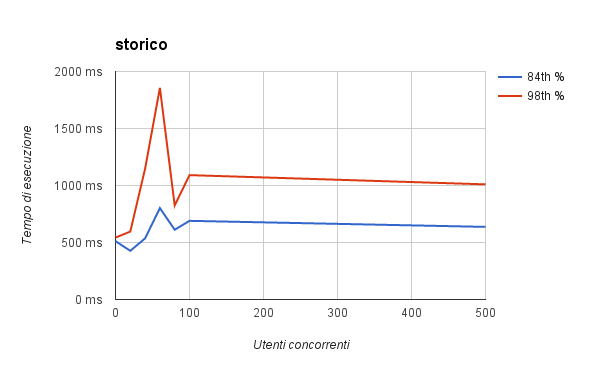 storico
84th %
98th %
2000 ms
1500 ms
1000 ms
500 ms
0 ms
Tempo di esecuzione
0 100 200 300 400 500
Utenti concorrenti